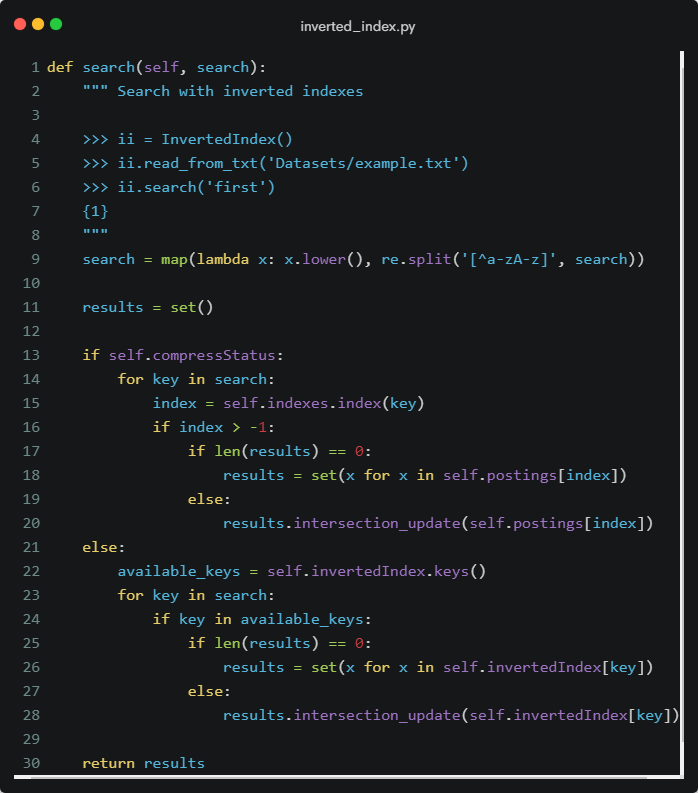 inverted_index.py
1 def search(self, search):
2     """ Search with inverted indexes
3
4     >>> ii = InvertedIndex()
5     >>> ii.read_from_txt('Datasets/example.txt')
6     >>> ii.search('first')
7     {1}
8     """
9     search = map(lambda x: x.lower(), re.split('[^a-zA-z]', search))
10
11     results = set()
12
13     if self.compressStatus:
14         for key in search:
15             index = self.indexes.index(key)
16             if index > -1:
17                 if len(results) == 0:
18                     results = set(x for x in self.postings[index])
19                 else:
20                     results.intersection_update(self.postings[index])
21     else:
22         available_keys = self.invertedIndex.keys()
23         for key in search:
24             if key in available_keys:
25                 if len(results) == 0:
26                     results = set(x for x in self.invertedIndex[key])
27                 else:
28                     results.intersection_update(self.invertedIndex[key])
29
30     return results